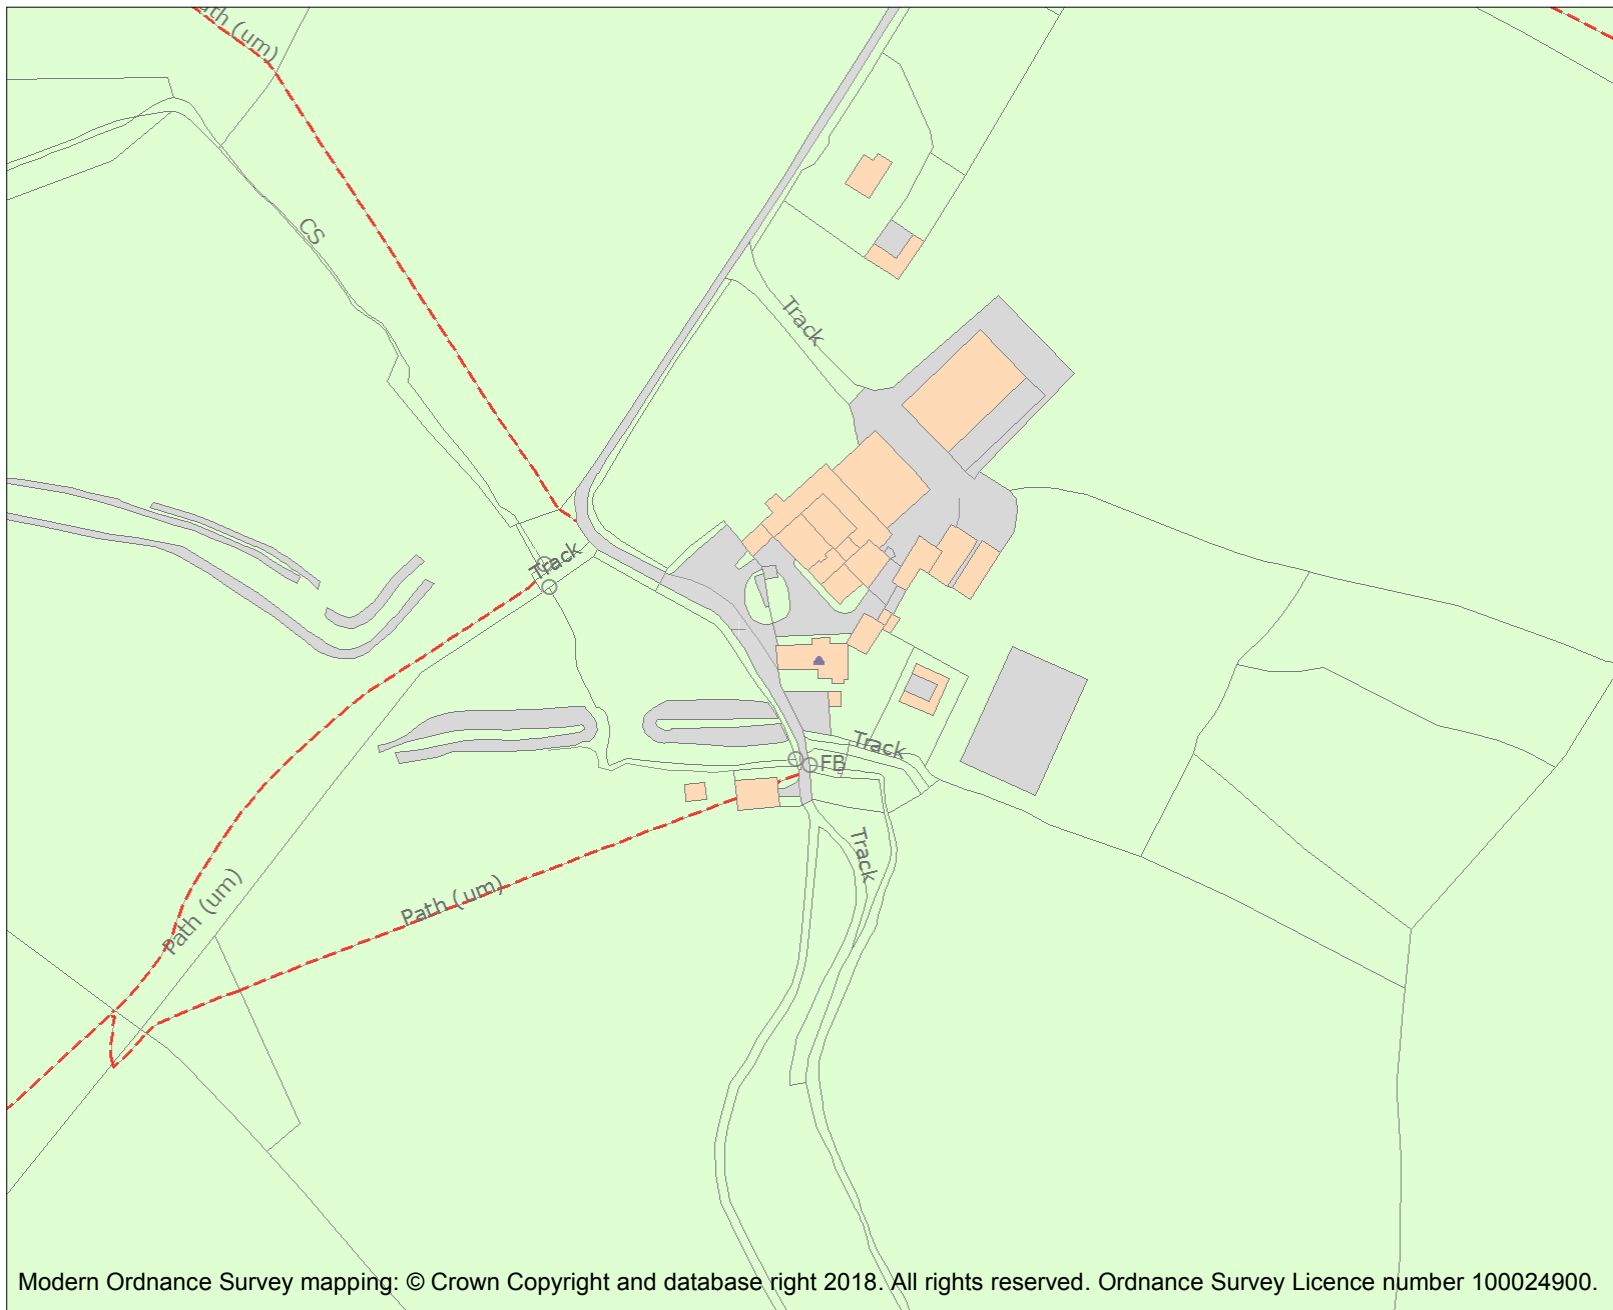 Path (um)
CS
Track
Track
Track
FB
Track
Path (um)
Path (um)
Modern Ordnance Survey mapping: © Crown Copyright and database right 2018. All rights reserved. Ordnance Survey Licence number 100024900.